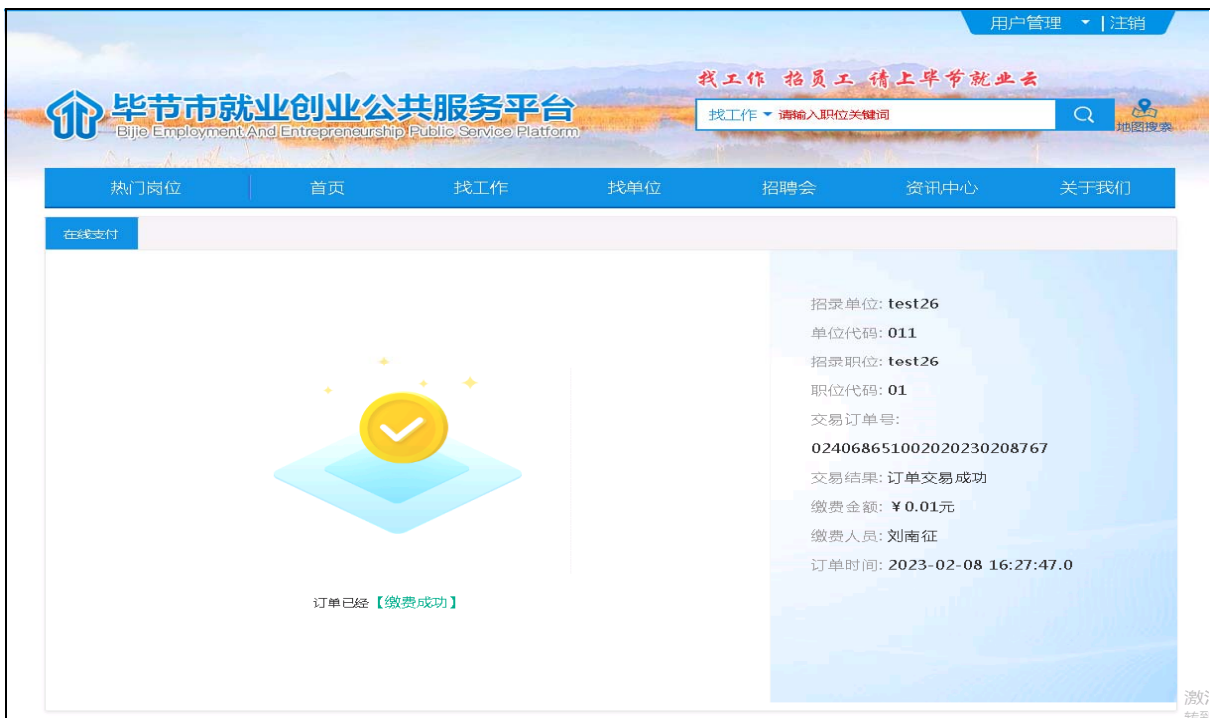 用户管理 | 注销
找工作 招员工 请上毕节就业云
毕节市就业创业公共服务平台
Bijie Employment And Entrepreneurship Public Service Platform
找工作 请输入职位关键词
地图搜索
热门岗位 首页 找工作 找单位 招聘会 资讯中心 关于我们
在线支付
招录单位: test26
单位代码: 011
招录职位: test26
职位代码: 01
交易订单号:
024068651002020230208767
交易结果: 订单交易成功
缴费金额: ￥0.01元
缴费人员: 刘南征
订单时间: 2023-02-08 16:27:47.0
订单已经【缴费成功】